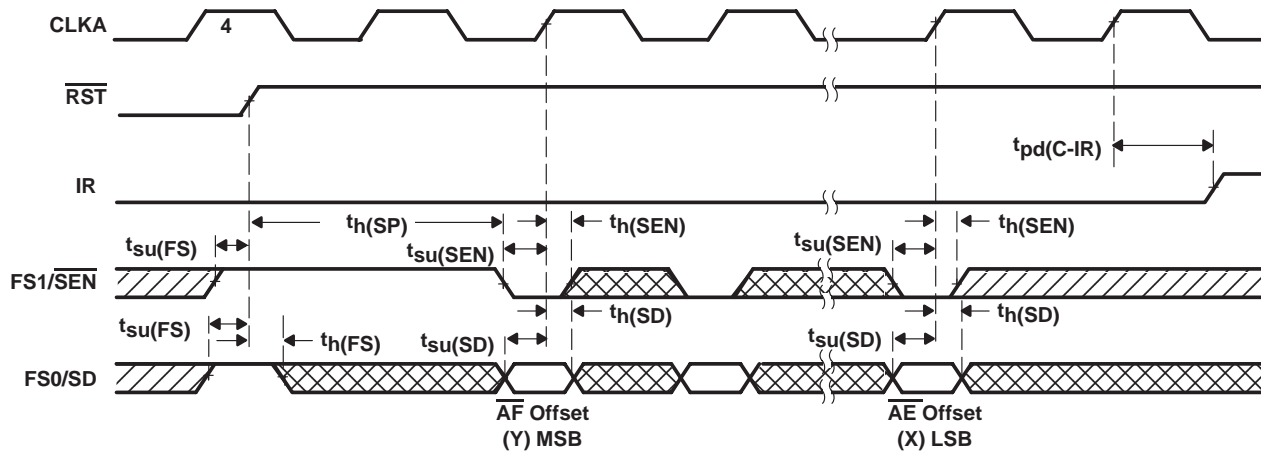 CLKA
4
RST
tpd(C-IR)
IR
th(SP)
th(SEN)
th(SEN)
tsu(FS)
tsu(SEN)
tsu(SEN)
FS1/SEN
tsu(FS)
th(FS)
th(SD)
th(SD)
tsu(SD)
tsu(SD)
FS0/SD
AF Offset
(Y) MSB
AE Offset
(X) LSB